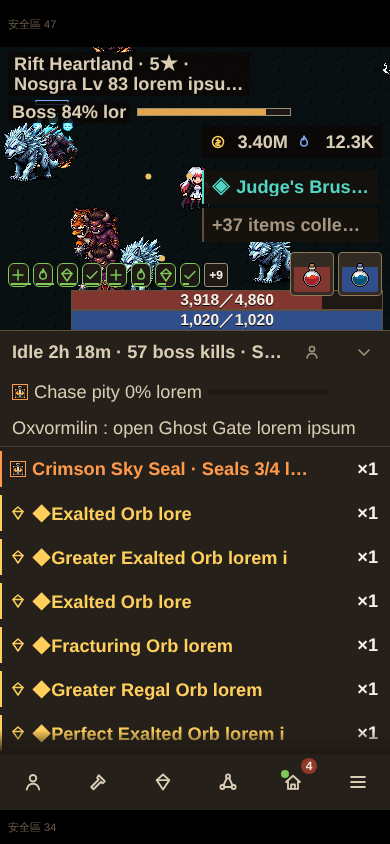 安全區 47
Rift Heartland · 5★ ·
Nosgra Lv 83 lorem ipsu…
Boss 84% lor
3.40M 12.3K
◈ Judge's Brus…
+37 items colle…
+9
3,918／4,860
1,020／1,020
Idle 2h 18m · 57 boss kills · S…
Chase pity 0% lorem
Oxvormilin : open Ghost Gate lorem ipsum
Crimson Sky Seal · Seals 3/4 l… ×1
◆Exalted Orb lore ×1
◆Greater Exalted Orb lorem i ×1
◆Exalted Orb lore ×1
◆Fracturing Orb lorem ×1
◆Greater Regal Orb lorem ×1
◆Perfect Exalted Orb lorem i ×1
4
安全區 34